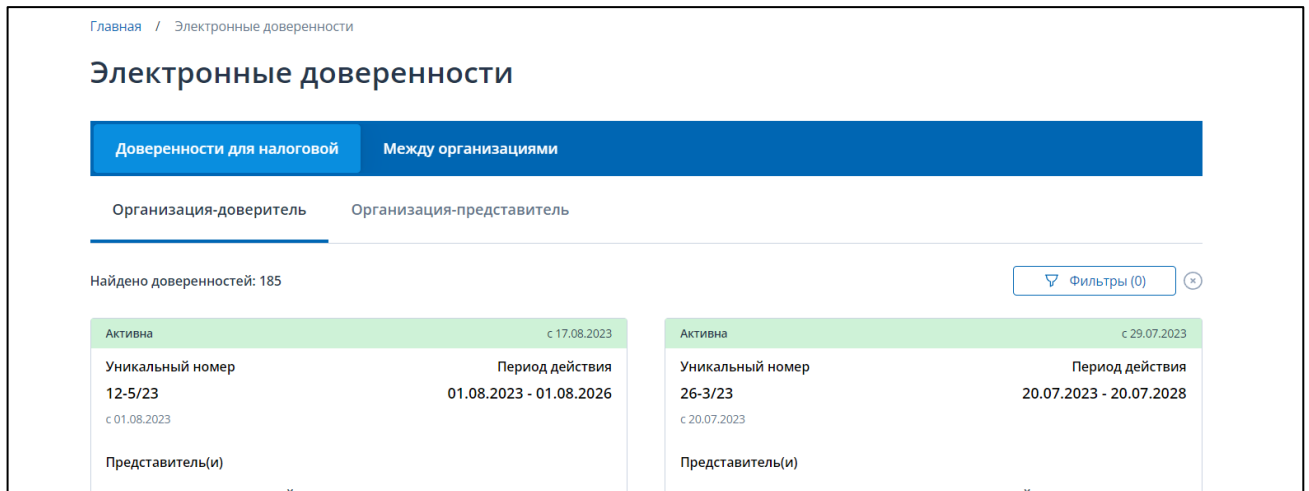 Главная / Электронные доверенности
Электронные доверенности
Доверенности для налоговой Между организациями
Организация-доверитель Организация-представитель
Найдено доверенностей: 185 Фильтры (0)
Активна с 17.08.2023
Уникальный номер Период действия
12-5/23 01.08.2023 - 01.08.2026
с 01.08.2023
Представитель(и)
Активна с 29.07.2023
Уникальный номер Период действия
26-3/23 20.07.2023 - 20.07.2028
с 20.07.2023
Представитель(и)